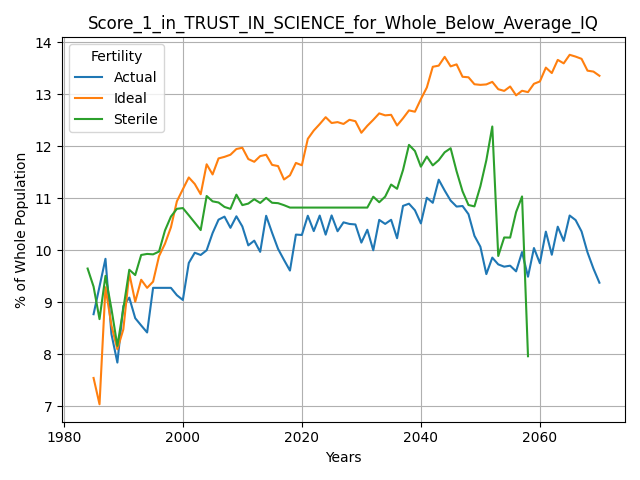 Score_1_in_TRUST_IN_SCIENCE_for_Whole_Below_Average_IQ
14
13
12
11
10
9
8
7
% of Whole Population
Fertility
Actual
Ideal
Sterile
1980
2000
2020
2040
2060
Years